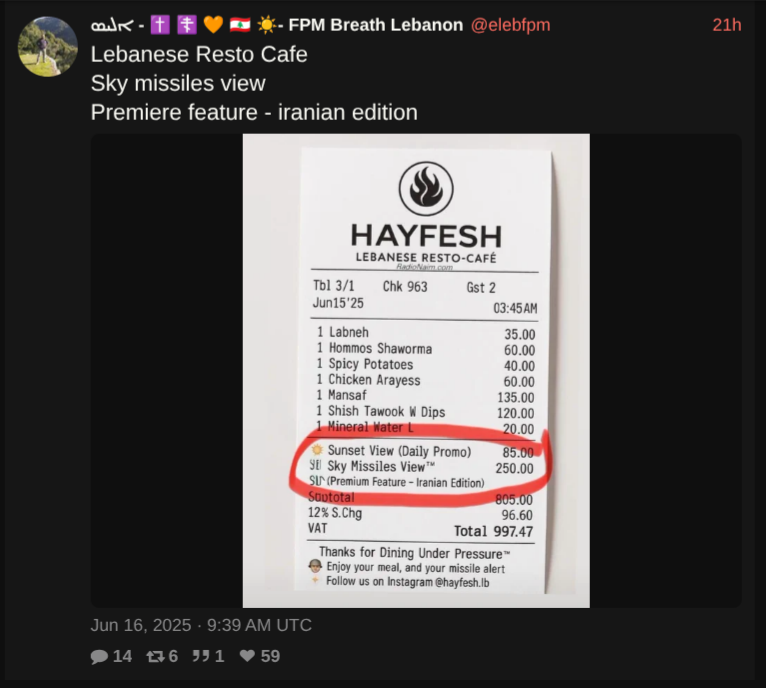 ܐܠܗܐ - ✝️ ☦️ 🧡 🇱🇧 ☀️- FPM Breath Lebanon @elebfpm 21h
Lebanese Resto Cafe
Sky missiles view
Premiere feature - iranian edition
HAYFESH
LEBANESE RESTO-CAFÉ
RadioNaim.com
Tbl 3/1 Chk 963 Gst 2
Jun15'25 03:45AM
1 Labneh 35.00
1 Hommos Shaworma 60.00
1 Spicy Potatoes 40.00
1 Chicken Arayess 60.00
1 Mansaf 135.00
1 Shish Tawook W Dips 120.00
1 Mineral Water L 20.00
Sunset View (Daily Promo) 85.00
Sky Missiles View™ 250.00
(Premium Feature - Iranian Edition)
Subtotal 805.00
12% S.Chg 96.60
VAT Total 997.47
Thanks for Dining Under Pressure™
Enjoy your meal, and your missile alert
Follow us on Instagram @hayfesh.lb
Jun 16, 2025 · 9:39 AM UTC
14 6 1 59